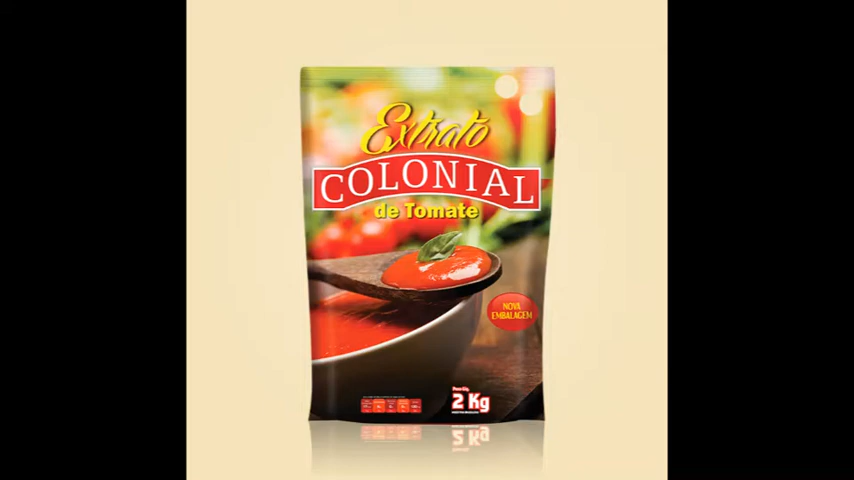 Extrato
COLONIAL
de Tomate
NOVA
EMBALAGEM
2 Kg